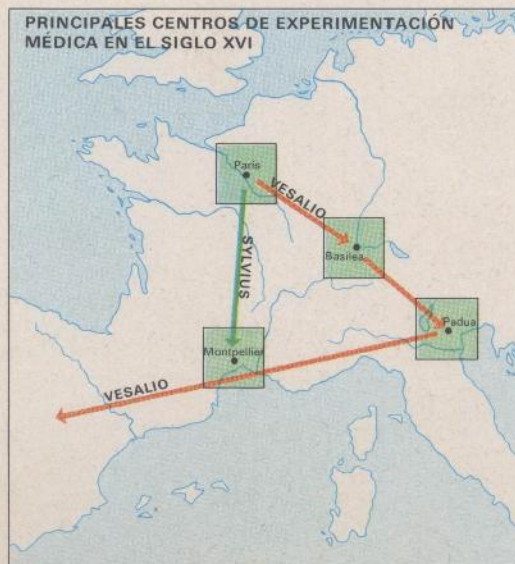 PRINCIPALES CENTROS DE EXPERIMENTACIÓN
MÉDICA EN EL SIGLO XVI
París
VESALIO
SYLVIUS
Basilea
Padua
Montpellier
VESALIO